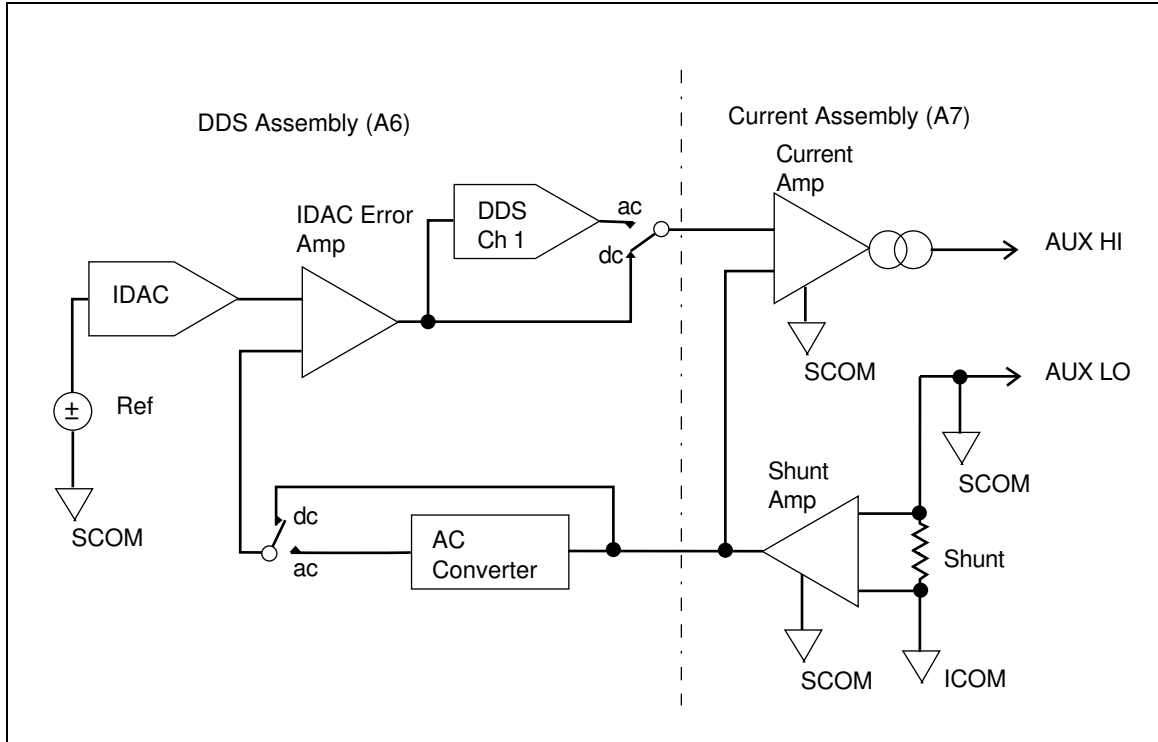 DDS Assembly (A6)
Current Assembly (A7)
Current
Amp
IDAC Error
Amp
DDS
Ch 1
ac
dc
AUX HI
IDAC
SCOM
AUX LO
±
Ref
SCOM
Shunt
Amp
SCOM
dc
ac
AC
Converter
Shunt
SCOM
ICOM